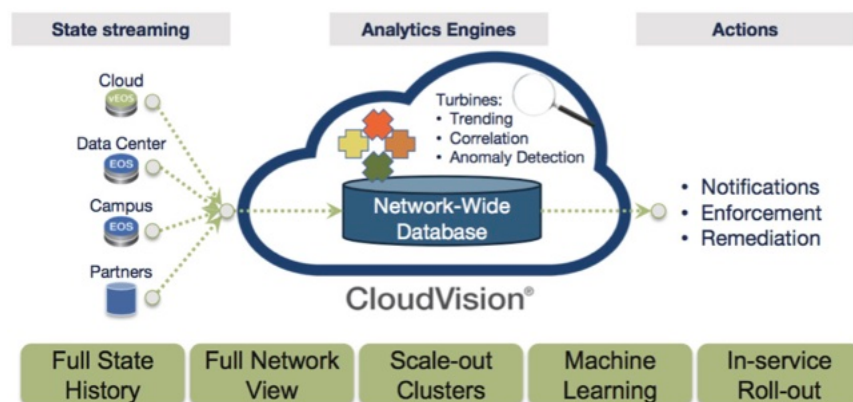 State streaming
Analytics Engines
Actions
Cloud
vEOS
Data Center
EOS
Campus
EOS
Partners
Turbines:
• Trending
• Correlation
• Anomaly Detection
Network-Wide
Database
• Notifications
• Enforcement
• Remediation
CloudVision®
Full State
History
Full Network
View
Scale-out
Clusters
Machine
Learning
In-service
Roll-out